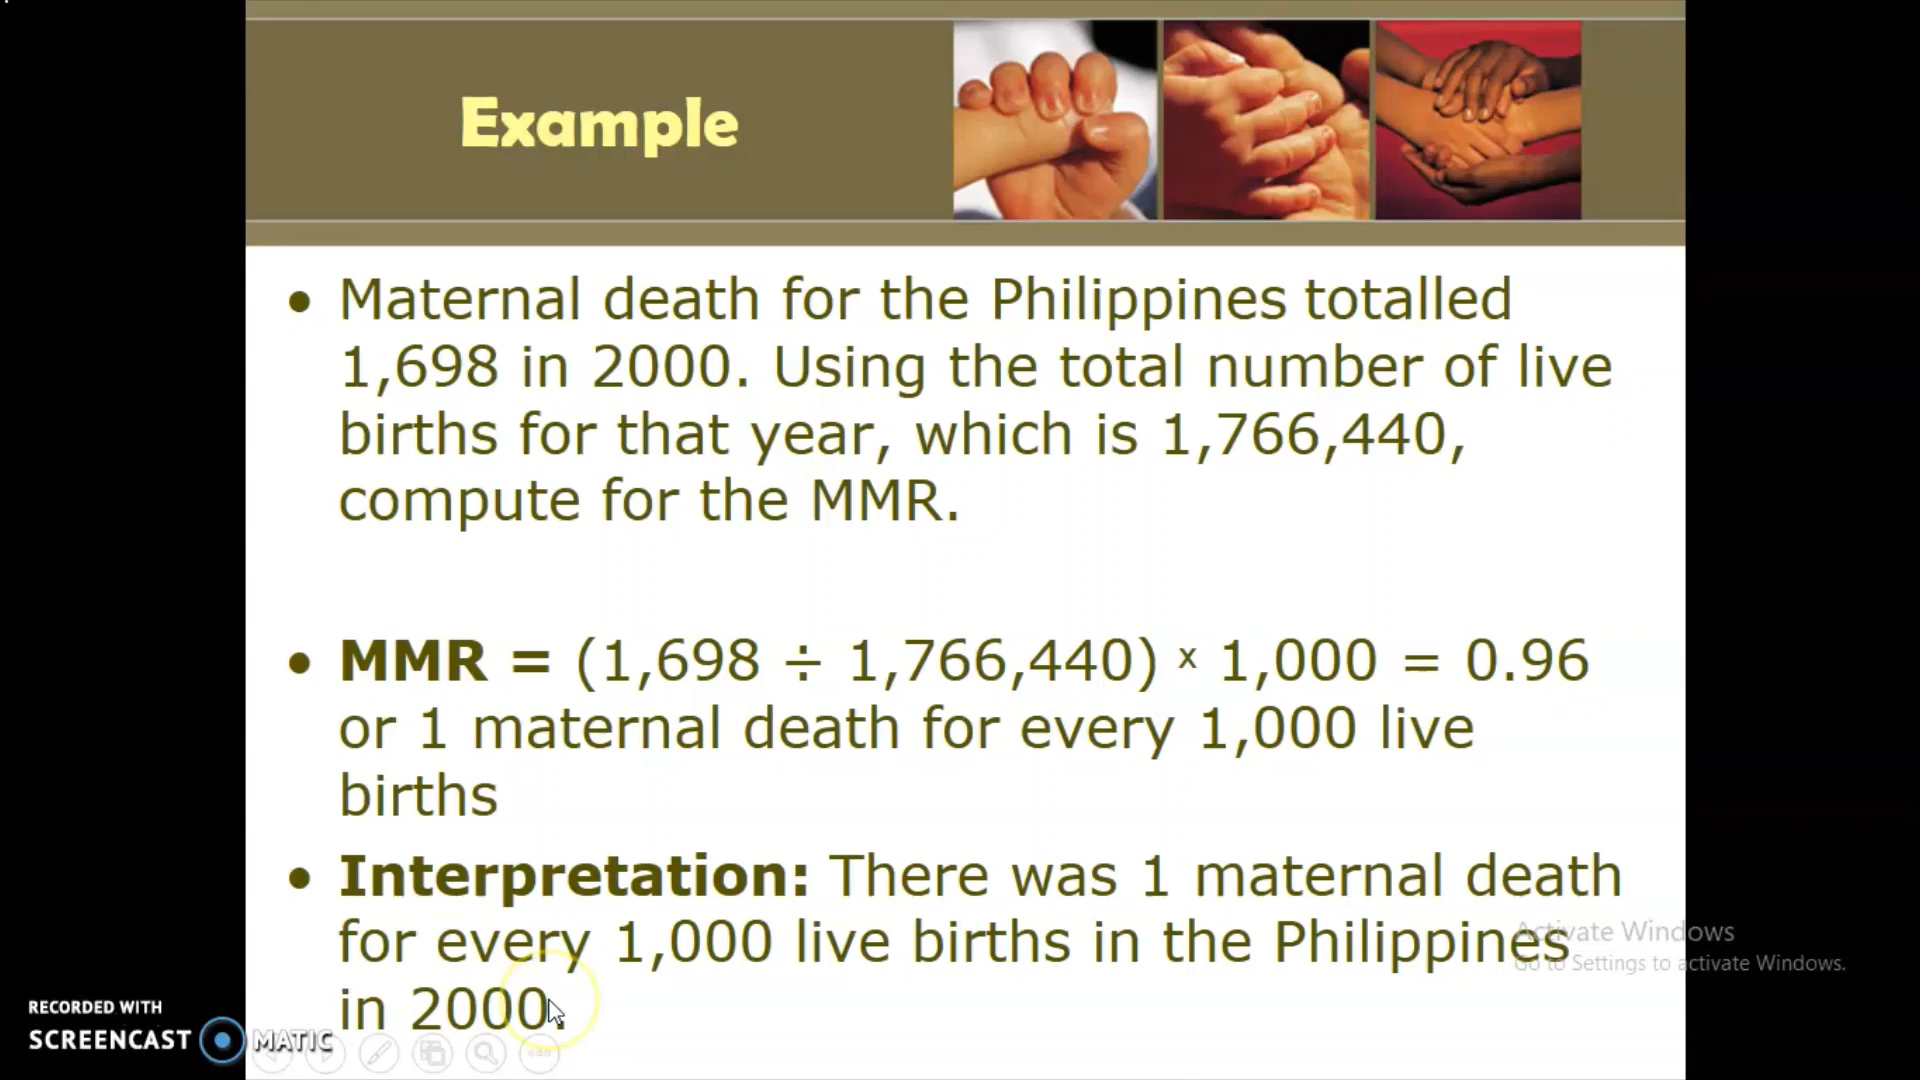 Example
• Maternal death for the Philippines totalled
1,698 in 2000. Using the total number of live
births for that year, which is 1,766,440,
compute for the MMR.
• MMR = (1,698 ÷ 1,766,440) x 1,000 = 0.96
or 1 maternal death for every 1,000 live
births
• Interpretation: There was 1 maternal death
for every 1,000 live births in the Philippines
in 2000.
Activate Windows
Go to Settings to activate Windows.
RECORDED WITH
SCREENCAST MATIC